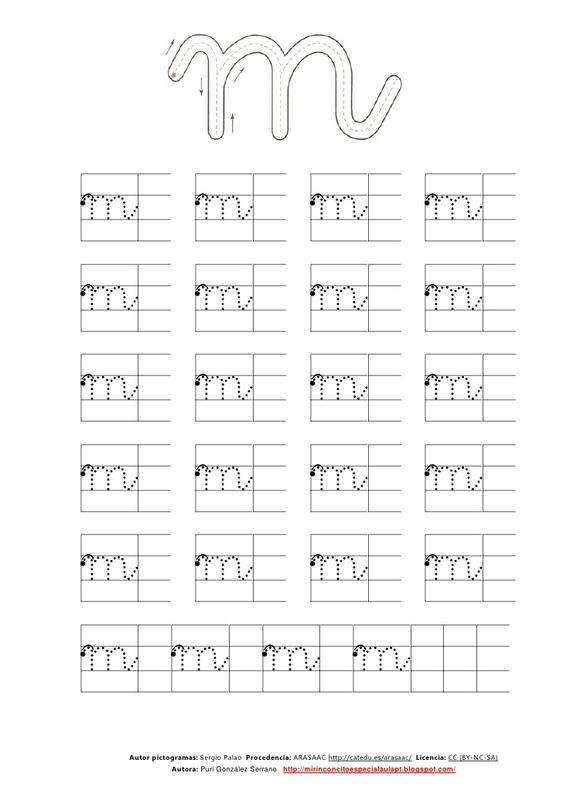 m
m m m m
m m m m
m m m m
m m m m
m m m m
m m m m
Autor pictogramas: Sergio Palao Procedencia: ARASAAC http://catedu.es/arasaac/ Licencia: CC (BY-NC-SA)
Autora: Puri González Serrano http://mirinconcitoespecialaulapt.blogspot.com/